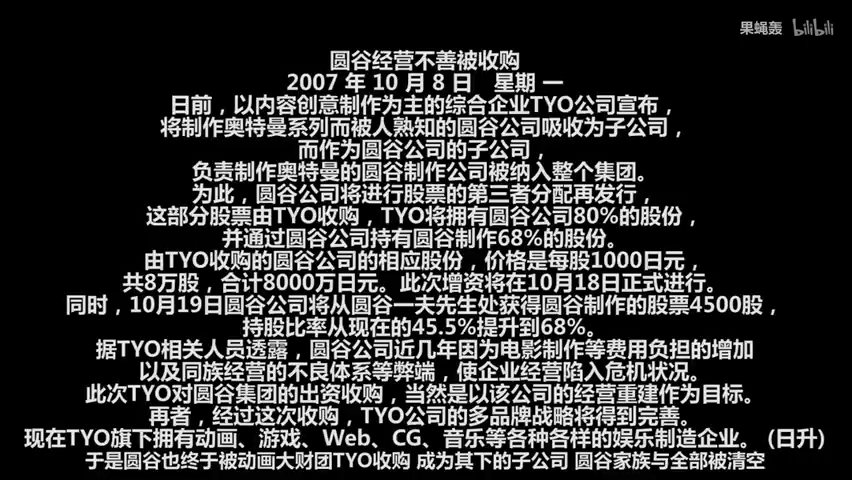 果蝇轰 bilibili
圆谷经营不善被收购
2007 年 10 月 8 日 星期 一
日前，以内容创意制作为主的综合企业TYO公司宣布，
将制作奥特曼系列而被人熟知的圆谷公司吸收为子公司，
而作为圆谷公司的子公司，
负责制作奥特曼的圆谷制作公司被纳入整个集团。
为此，圆谷公司将进行股票的第三者分配再发行，
这部分股票由TYO收购，TYO将拥有圆谷公司80%的股份，
并通过圆谷公司持有圆谷制作68%的股份。
由TYO收购的圆谷公司的相应股份，价格是每股1000日元，
共8万股，合计8000万日元。此次增资将在10月18日正式进行。
同时，10月19日圆谷公司将从圆谷一夫先生处获得圆谷制作的股票4500股，
持股比率从现在的45.5%提升到68%。
据TYO相关人员透露，圆谷公司近几年因为电影制作等费用负担的增加
以及同族经营的不良体系等弊端，使企业经营陷入危机状况。
此次TYO对圆谷集团的出资收购，当然是以该公司的经营重建作为目标。
再者，经过这次收购，TYO公司的多品牌战略将得到完善。
现在TYO旗下拥有动画、游戏、Web、CG、音乐等各种各样的娱乐制造企业。 (日升)
于是圆谷也终于被动画大财团TYO收购 成为其下的子公司 圆谷家族与全部被清空